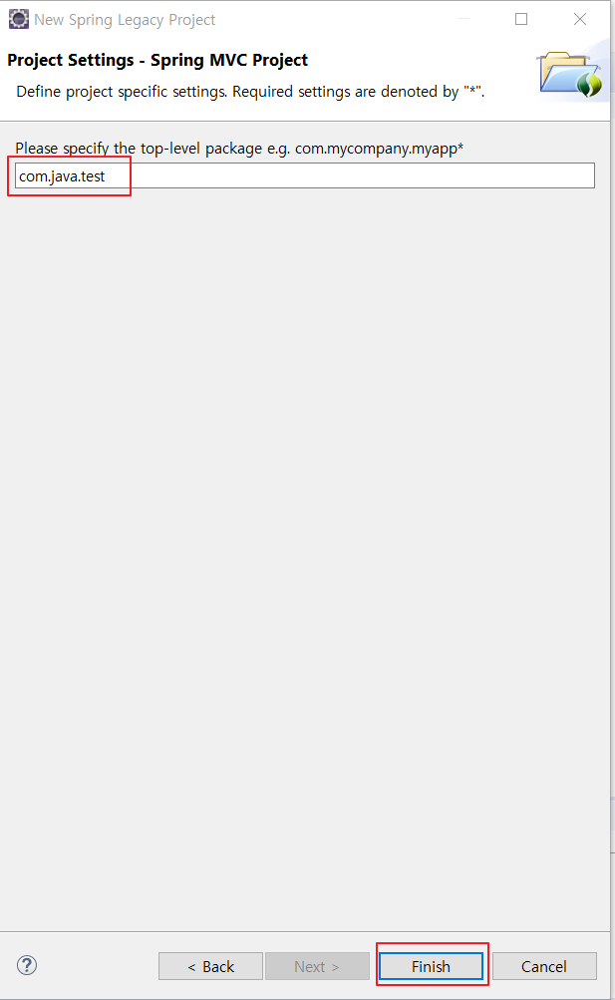 New Spring Legacy Project
Project Settings - Spring MVC Project
Define project specific settings. Required settings are denoted by "*".
Please specify the top-level package e.g. com.mycompany.myapp*
com.java.test
?
< Back
Next >
Finish
Cancel